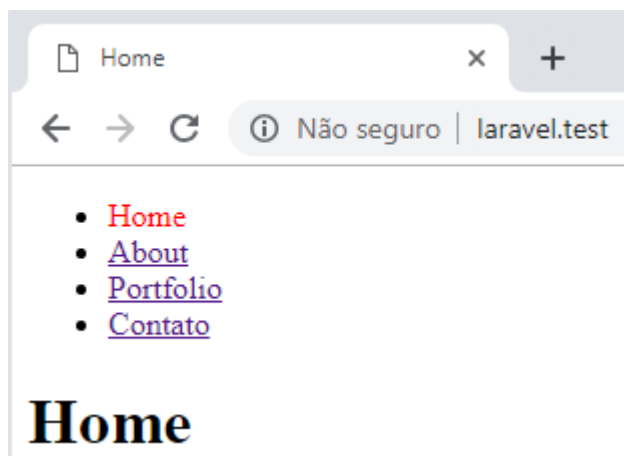 Home
Não seguro laravel.test
Home
About
Portfolio
Contato
Home